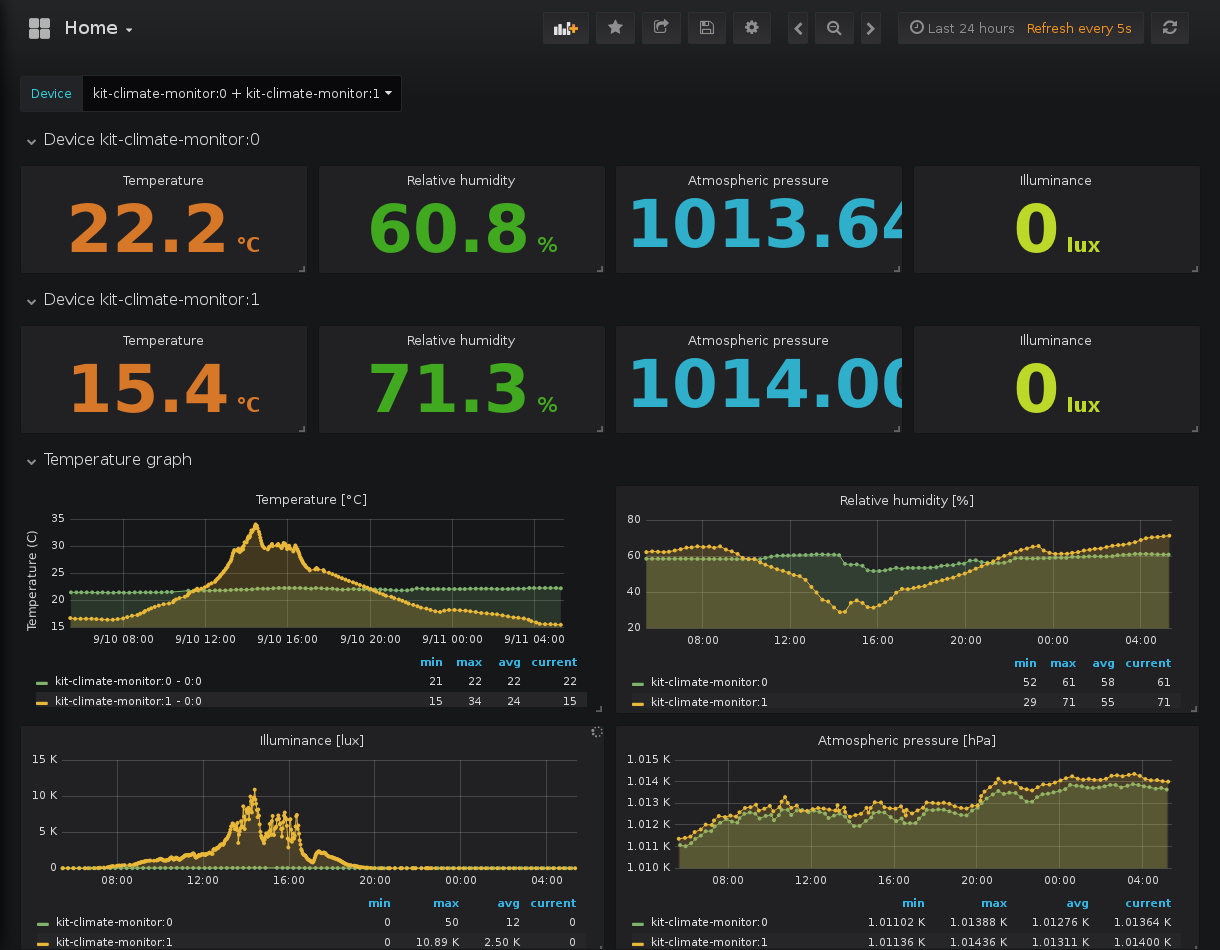 Home
Last 24 hours Refresh every 5s
Device kit-climate-monitor:0 + kit-climate-monitor:1
Device kit-climate-monitor:0
Temperature Relative humidity Atmospheric pressure Illuminance
22.2 °C 60.8 % 1013.64 0 lux
Device kit-climate-monitor:1
Temperature Relative humidity Atmospheric pressure Illuminance
15.4 °C 71.3 % 1014.00 0 lux
Temperature graph
Temperature [°C]
Temperature (C)
35
30
25
20
15
9/10 08:00 9/10 12:00 9/10 16:00 9/10 20:00 9/11 00:00 9/11 04:00
min max avg current
kit-climate-monitor:0 - 0:0 21 22 22 22
kit-climate-monitor:1 - 0:0 15 34 24 15
Relative humidity [%]
80
60
40
20
08:00 12:00 16:00 20:00 00:00 04:00
min max avg current
kit-climate-monitor:0 52 61 58 61
kit-climate-monitor:1 29 71 55 71
Illuminance [lux]
15 K
10 K
5 K
0
08:00 12:00 16:00 20:00 00:00 04:00
min max avg current
kit-climate-monitor:0 0 50 12 0
kit-climate-monitor:1 0 10.89 K 2.50 K 0
Atmospheric pressure [hPa]
1.015 K
1.014 K
1.013 K
1.012 K
1.011 K
1.010 K
08:00 12:00 16:00 20:00 00:00 04:00
min max avg current
kit-climate-monitor:0 1.01102 K 1.01388 K 1.01276 K 1.01364 K
kit-climate-monitor:1 1.01136 K 1.01436 K 1.01311 K 1.01400 K